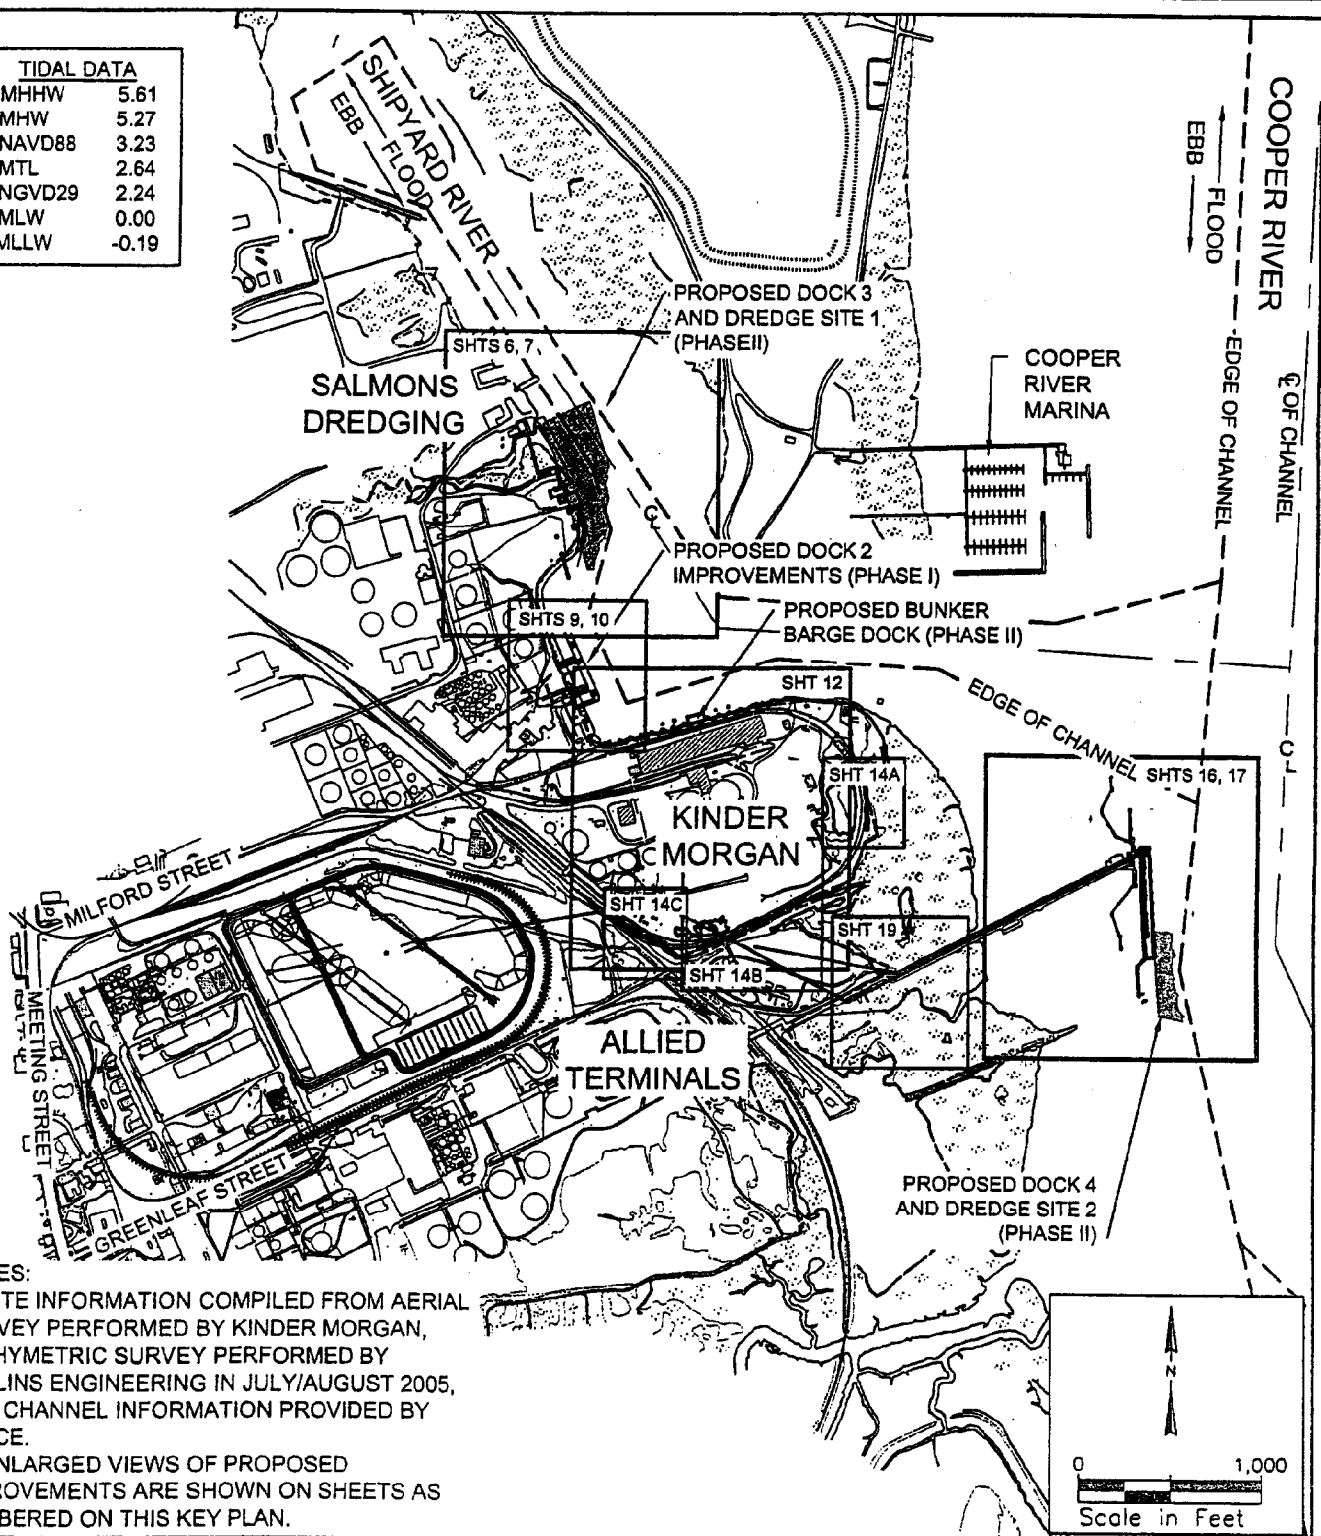 TIDAL DATA
MHHW 5.61
MHW 5.27
NAVD88 3.23
MTL 2.64
NGVD29 2.24
MLW 0.00
MLLW -0.19
SHIPYARD RIVER
EBB
FLOOD
COOPER RIVER
EBB
FLOOD
EDGE OF CHANNEL
℄ OF CHANNEL
PROPOSED DOCK 3
AND DREDGE SITE 1
(PHASEII)
SHTS 6, 7
SALMONS
DREDGING
COOPER
RIVER
MARINA
PROPOSED DOCK 2
IMPROVEMENTS (PHASE I)
PROPOSED BUNKER
BARGE DOCK (PHASE II)
SHTS 9, 10
SHT 12
EDGE OF CHANNEL
SHTS 16, 17
SHT 14A
KINDER
MORGAN
MILFORD STREET
SHT 14C
SHT 19
SHT 14B
MEETING STREET
ALLIED
TERMINALS
GREENLEAF STREET
PROPOSED DOCK 4
AND DREDGE SITE 2
(PHASE II)
ES:
TE INFORMATION COMPILED FROM AERIAL
VEY PERFORMED BY KINDER MORGAN,
HYMETRIC SURVEY PERFORMED BY
LINS ENGINEERING IN JULY/AUGUST 2005,
CHANNEL INFORMATION PROVIDED BY
CE.
NLARGED VIEWS OF PROPOSED
ROVEMENTS ARE SHOWN ON SHEETS AS
BERED ON THIS KEY PLAN.
N
0 1,000
Scale in Feet